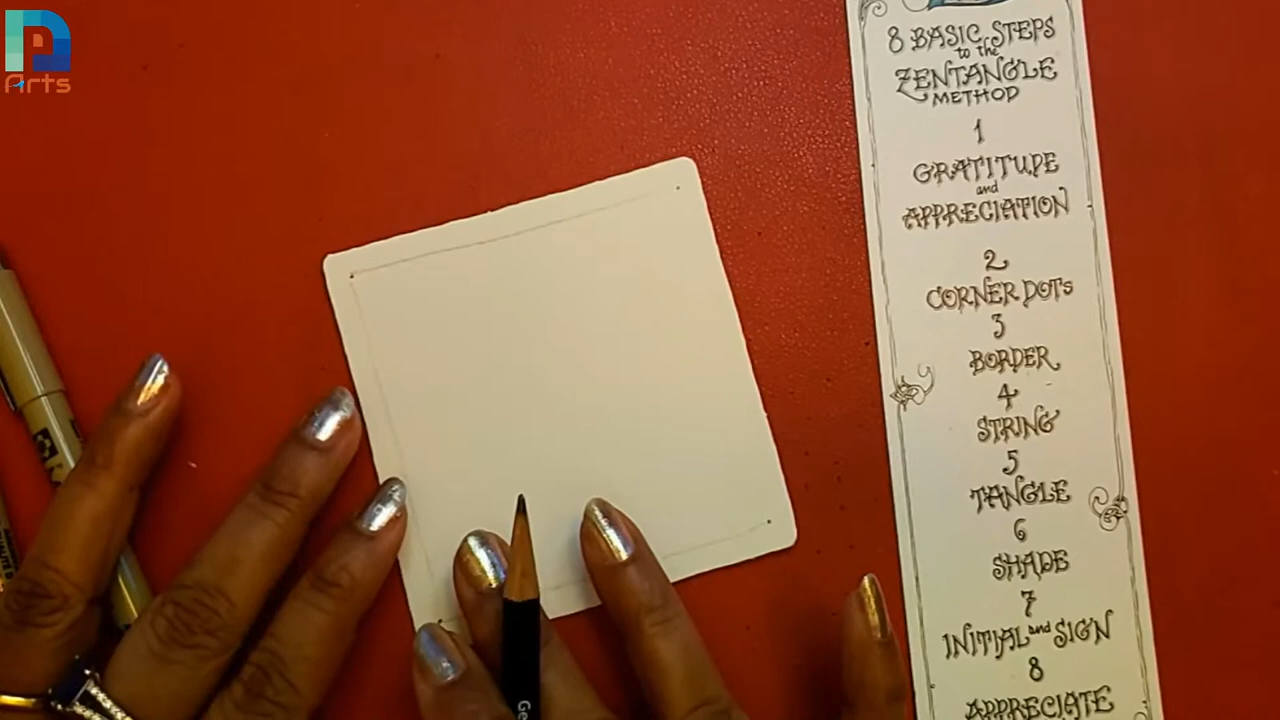 Arts
8 BASIC STEPS
to the
ZENTANGLE
METHOD
1
GRATITUDE
and
APPRECIATION
2
CORNER DOTS
3
BORDER
4
STRING
5
TANGLE
6
SHADE
7
INITIAL and SIGN
8
APPRECIATE
Ge